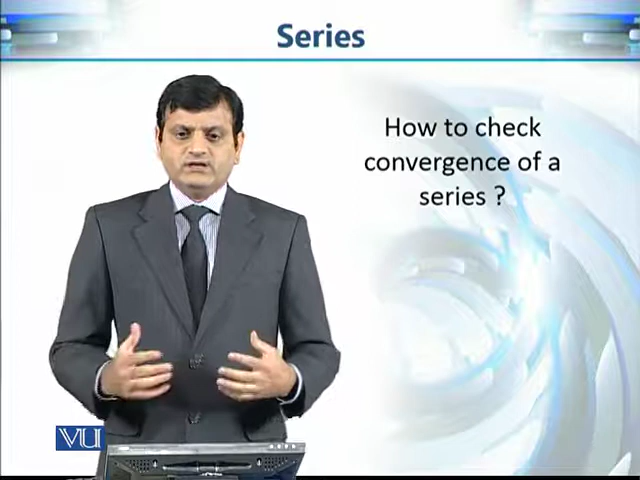 Series
How to check
convergence of a
series ?
VU